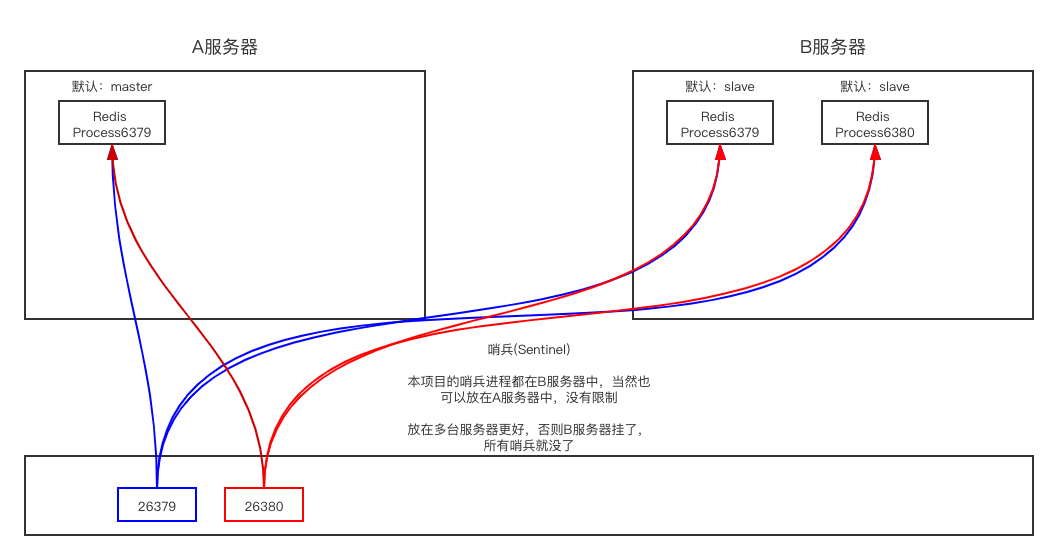 A服务器
B服务器
默认：master
默认：slave
默认：slave
Redis
Process6379
Redis
Process6379
Redis
Process6380
哨兵(Sentinel)
本项目的哨兵进程都在B服务器中，当然也
可以放在A服务器中，没有限制
放在多台服务器更好，否则B服务器挂了，
所有哨兵就没了
26379
26380